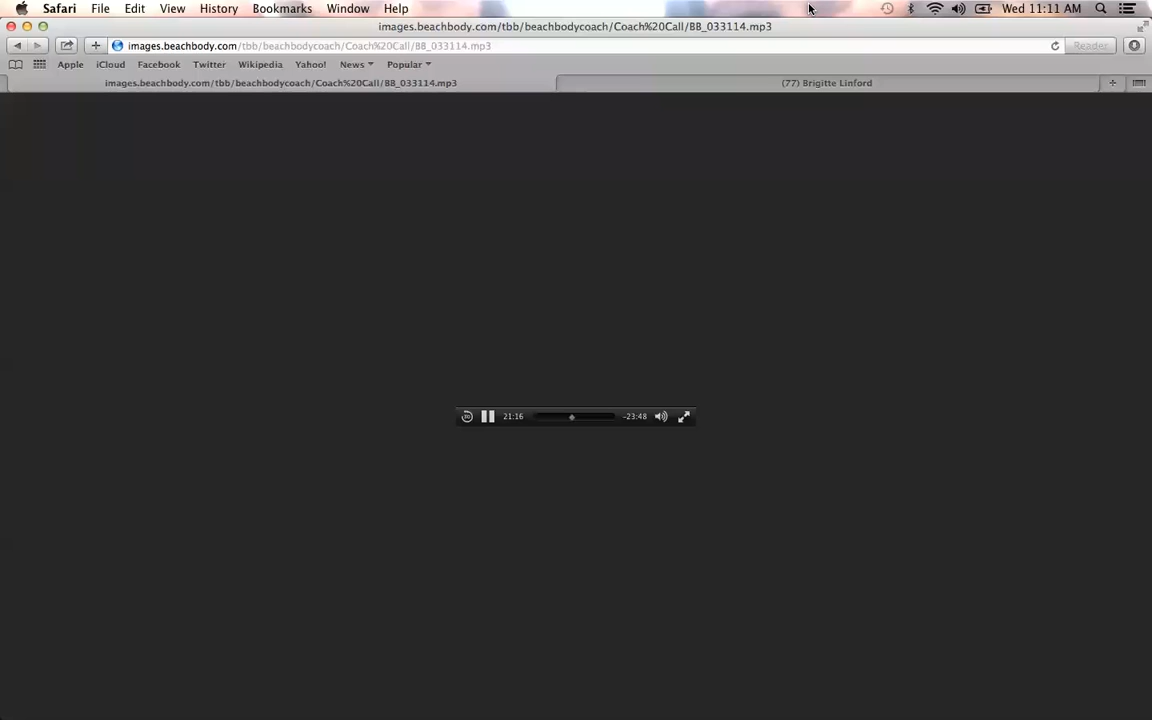 Safari File Edit View History Bookmarks Window Help Wed 11:11 AM
images.beachbody.com/tbb/beachbodycoach/Coach%20Call/BB_033114.mp3
images.beachbody.com/tbb/beachbodycoach/Coach%20Call/BB_033114.mp3 Reader
Apple iCloud Facebook Twitter Wikipedia Yahoo! News Popular
images.beachbody.com/tbb/beachbodycoach/Coach%20Call/BB_033114.mp3 (77) Brigitte Linford
30 21:16 -23:48